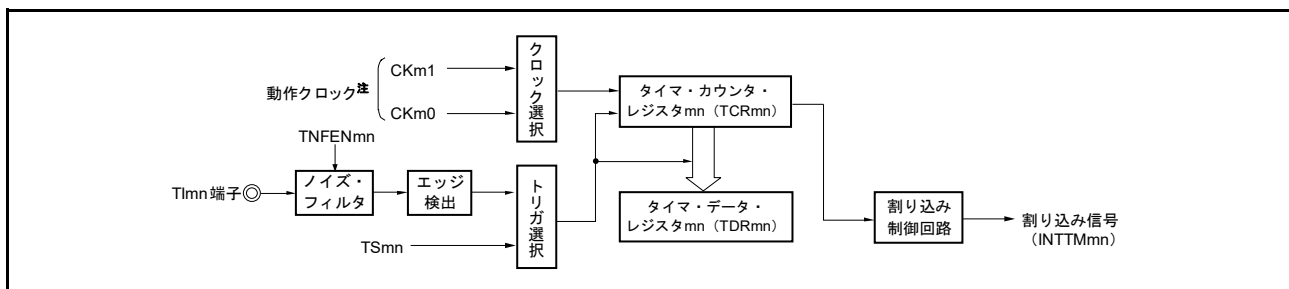 動作クロック注
CKm1
CKm0
クロック選択
TNFENmn
TImn 端子
ノイズ・
フィルタ
エッジ
検出
TSmn
トリガ選択
タイマ・カウンタ・
レジスタmn（TCRmn）
タイマ・データ・
レジスタmn（TDRmn）
割り込み
制御回路
割り込み信号
（INTTMmn）